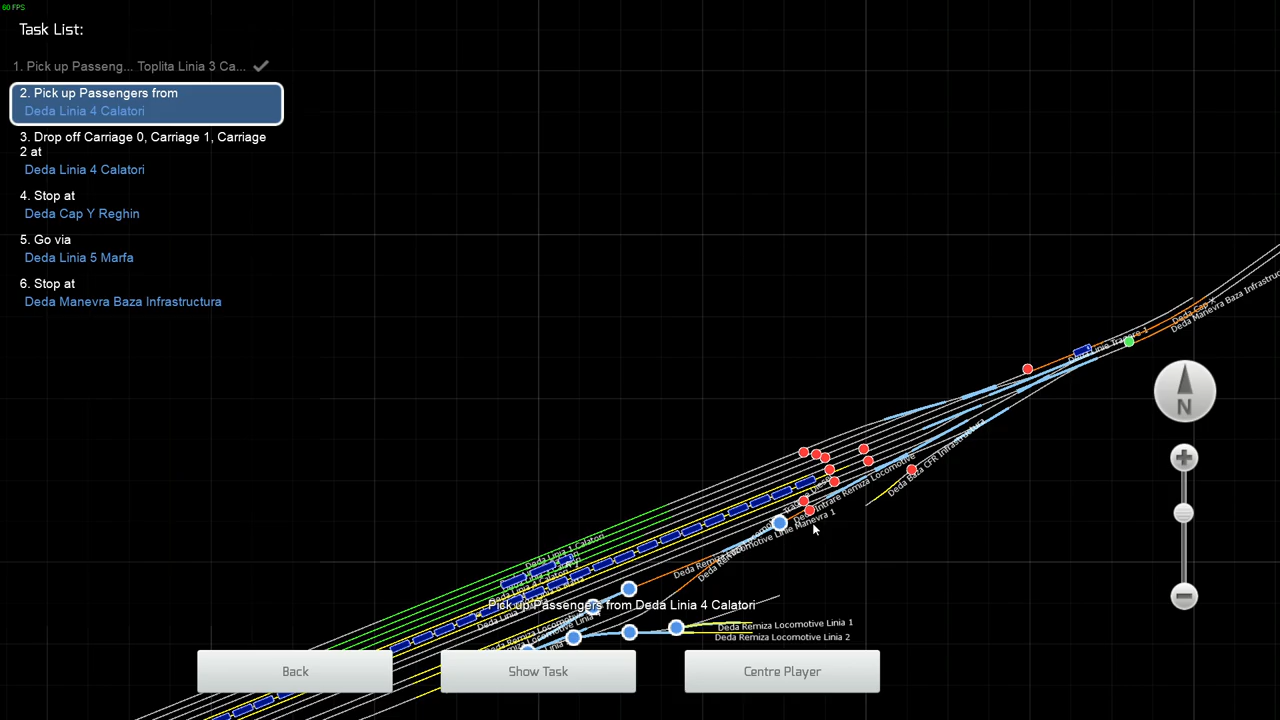 60 FPS
Task List:
1. Pick up Passeng... Toplita Linia 3 Ca...
2. Pick up Passengers from
Deda Linia 4 Calatori
3. Drop off Carriage 0, Carriage 1, Carriage
2 at
Deda Linia 4 Calatori
4. Stop at
Deda Cap Y Reghin
5. Go via
Deda Linia 5 Marfa
6. Stop at
Deda Manevra Baza Infrastructura
Deda Cap X
Deda Manevra Baza Infrastruc
N
Deda Baza CFR Infrastructura
Deda Linia 1 Calatori
Pick up Passengers from Deda Linia 4 Calatori
Deda Remiza Locomotive Linia 1
Deda Remiza Locomotive Linia 2
Back
Show Task
Centre Player